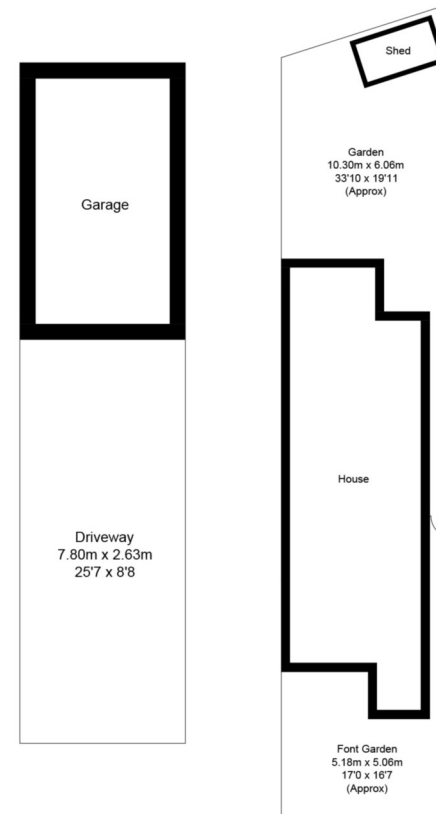 Shed
Garden
10.30m x 6.06m
33'10 x 19'11
(Approx)
Garage
House
Driveway
7.80m x 2.63m
25'7 x 8'8
Font Garden
5.18m x 5.06m
17'0 x 16'7
(Approx)